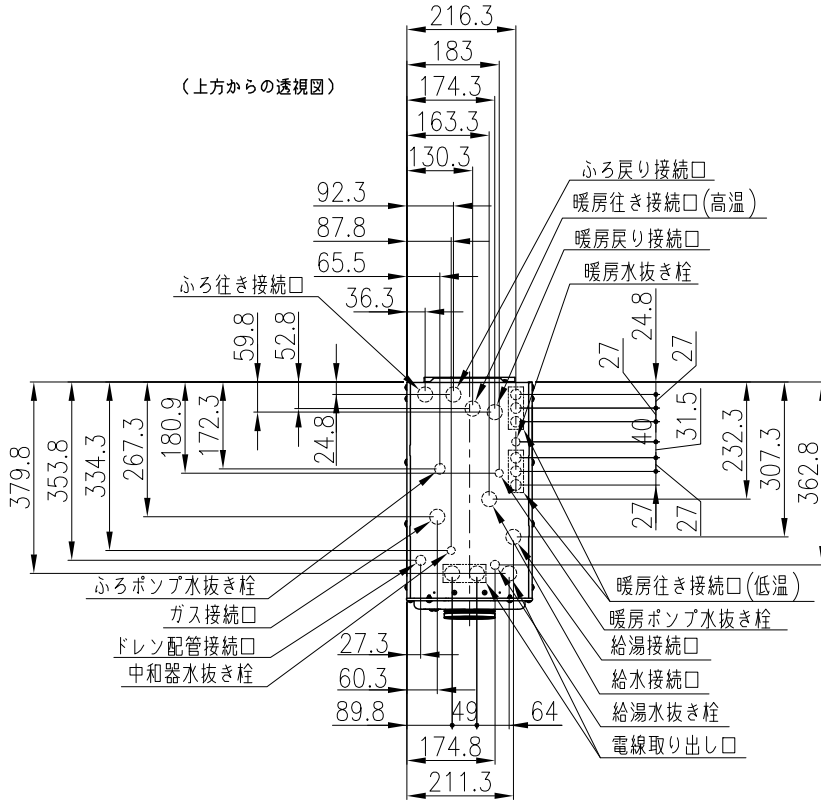 216.3
183
(上方からの透視図)
174.3
163.3
130.3
ふろ戻り接続口
92.3
暖房往き接続口(高温)
87.8
暖房戻り接続口
65.5
暖房水抜き栓
ふろ往き接続口
36.3
59.8
52.8
24.8
24.8
27
27
40
31.5
27
27
379.8
353.8
334.3
267.3
180.9
172.3
232.3
307.3
362.8
ふろポンプ水抜き栓
暖房往き接続口(低温)
ガス接続口
暖房ポンプ水抜き栓
ドレン配管接続口
27.3
給湯接続口
中和器水抜き栓
60.3
給水接続口
89.8
49
64
給湯水抜き栓
174.8
電線取り出し口
211.3